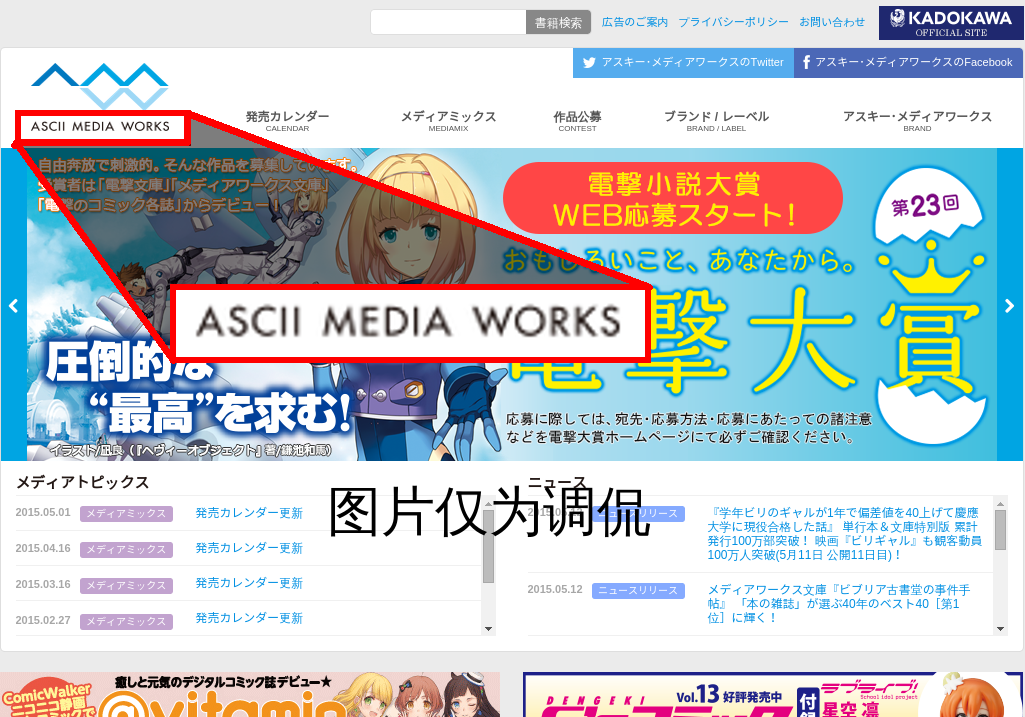 書籍検索
広告のご案内 プライバシーポリシー お問い合わせ
KADOKAWA
OFFICIAL SITE
アスキー･メディアワークスのTwitter
アスキー･メディアワークスのFacebook
ASCII MEDIA WORKS
発売カレンダー
CALENDAR
メディアミックス
MEDIAMIX
作品公募
CONTEST
ブランド / レーベル
BRAND / LABEL
アスキー･メディアワークス
BRAND
自由奔放で刺激的。そんな作品を募集しています。
受賞者は「電撃文庫」「メディアワークス文庫」
「電撃のコミック各誌」からデビュー！
電撃小説大賞
WEB応募スタート！
第23回
おもしろいこと、あなたから。
電撃大賞
ASCII MEDIA WORKS
圧倒的な
“最高”を求む!
イラスト/凪良（『ヘヴィーオブジェクト』著/鎌池和馬）
応募に際しては、宛先･応募方法･応募にあたっての諸注意
などを電撃大賞ホームページにて必ずご確認ください。
メディアトピックス
2015.05.01 メディアミックス 発売カレンダー更新
2015.04.16 メディアミックス 発売カレンダー更新
2015.03.16 メディアミックス 発売カレンダー更新
2015.02.27 メディアミックス 発売カレンダー更新
图片仅为调侃
ニュース
ニュースリリース
『学年ビリのギャルが1年で偏差値を40上げて慶應
大学に現役合格した話』 単行本＆文庫特別版 累計
発行100万部突破！ 映画『ビリギャル』も観客動員
100万人突破(5月11日 公開11日目)！
2015.05.12 ニュースリリース
メディアワークス文庫『ビブリア古書堂の事件手
帖』 「本の雑誌」が選ぶ40年のベスト40［第1
位］に輝く！
ComicWalker
ニコニコ静画
癒しと元気のデジタルコミック誌デビュー★
@vitamin
DENGEKI
Vol.13 好評発売中
ラブライブ!
School idol project
星空 凛